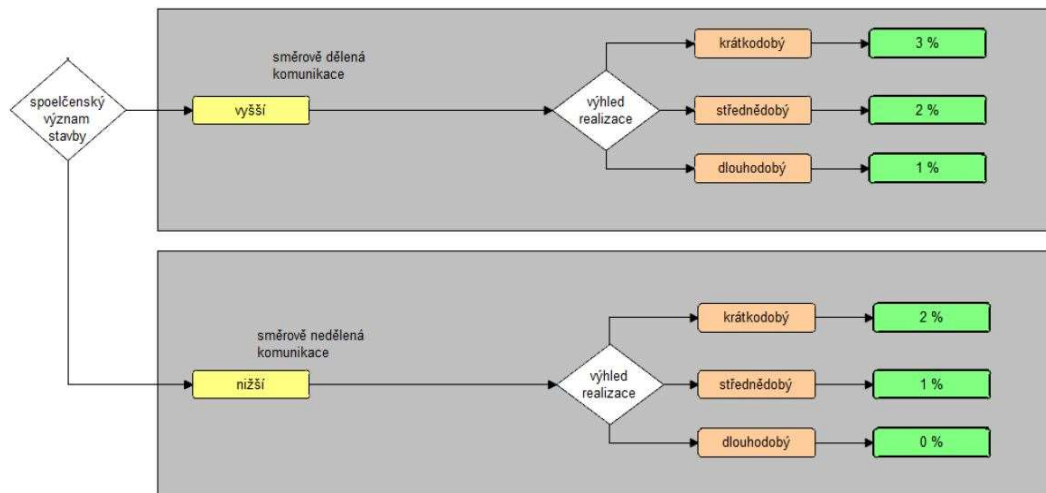 směrově dělená
komunikace
krátkodobý
3 %
spoelčenský
význam
stavby
vyšší
výhled
realizace
střednědobý
2 %
dlouhodobý
1 %
směrově nedělená
komunikace
krátkodobý
2 %
nižší
výhled
realizace
střednědobý
1 %
dlouhodobý
0 %